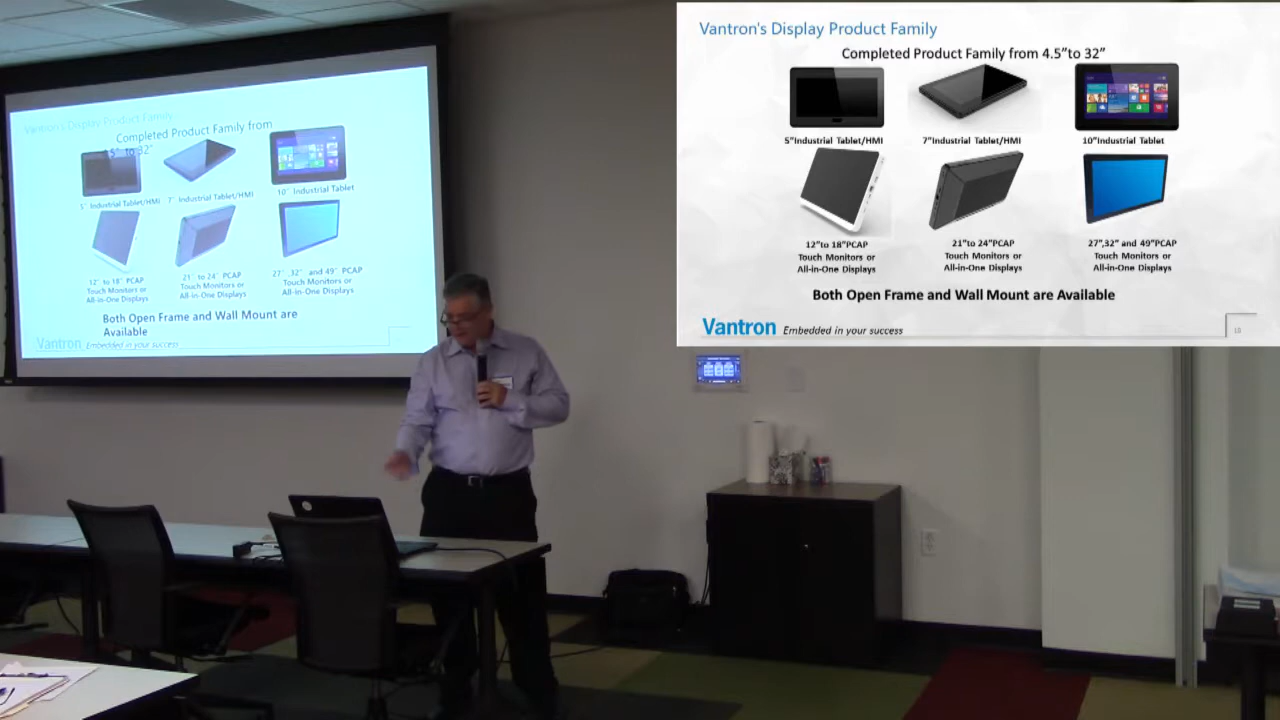 Vantron's Display Product Family
Completed Product Family from
5" to 32"
5" Industrial Tablet/HMI
7" Industrial Tablet/HMI
10" Industrial Tablet
12" to 18" PCAP
Touch Monitors or
All-in-One Displays
21" to 24" PCAP
Touch Monitors or
All-in-One Displays
27" ,32" and 49" PCAP
Touch Monitors or
All-in-One Displays
Both Open Frame and Wall Mount are
Available
Vantron Embedded in your success
Vantron's Display Product Family
Completed Product Family from 4.5"to 32"
5"Industrial Tablet/HMI
7"Industrial Tablet/HMI
10"Industrial Tablet
12"to 18"PCAP
Touch Monitors or
All-in-One Displays
21"to 24"PCAP
Touch Monitors or
All-in-One Displays
27",32" and 49"PCAP
Touch Monitors or
All-in-One Displays
Both Open Frame and Wall Mount are Available
Vantron Embedded in your success